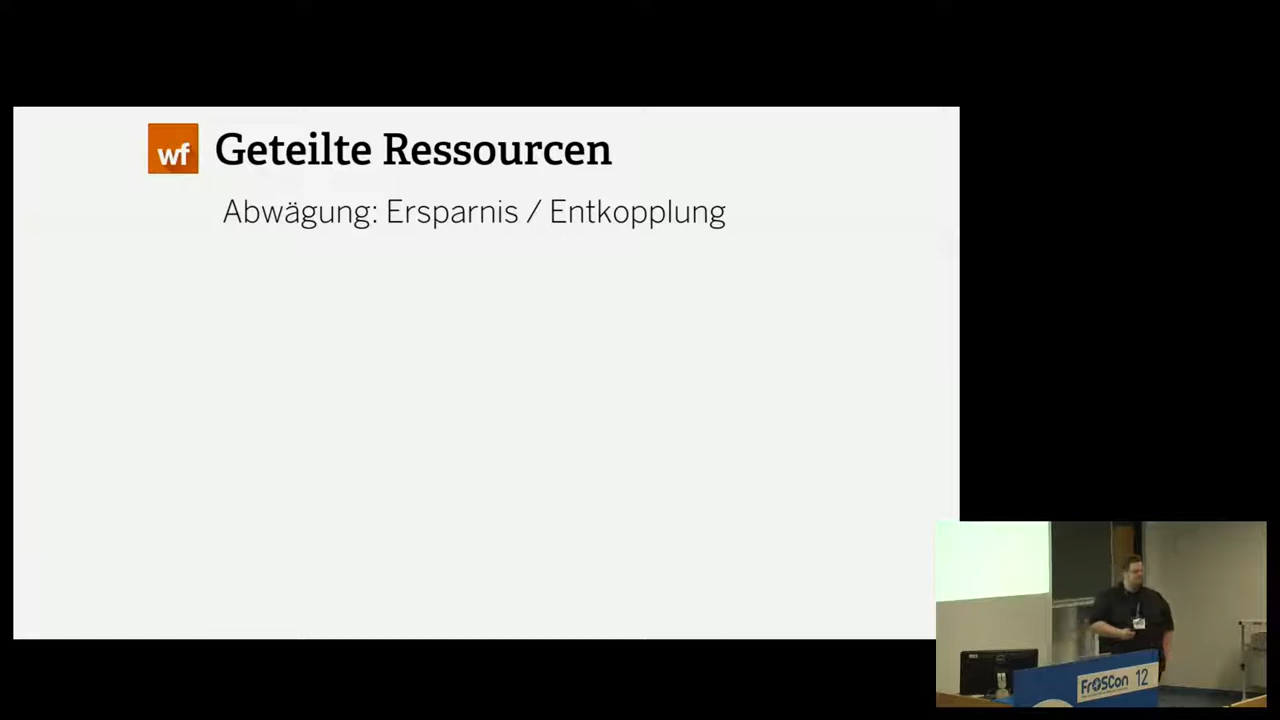 wf Geteilte Ressourcen
Abwägung: Ersparnis / Entkopplung
FrOSCon 12